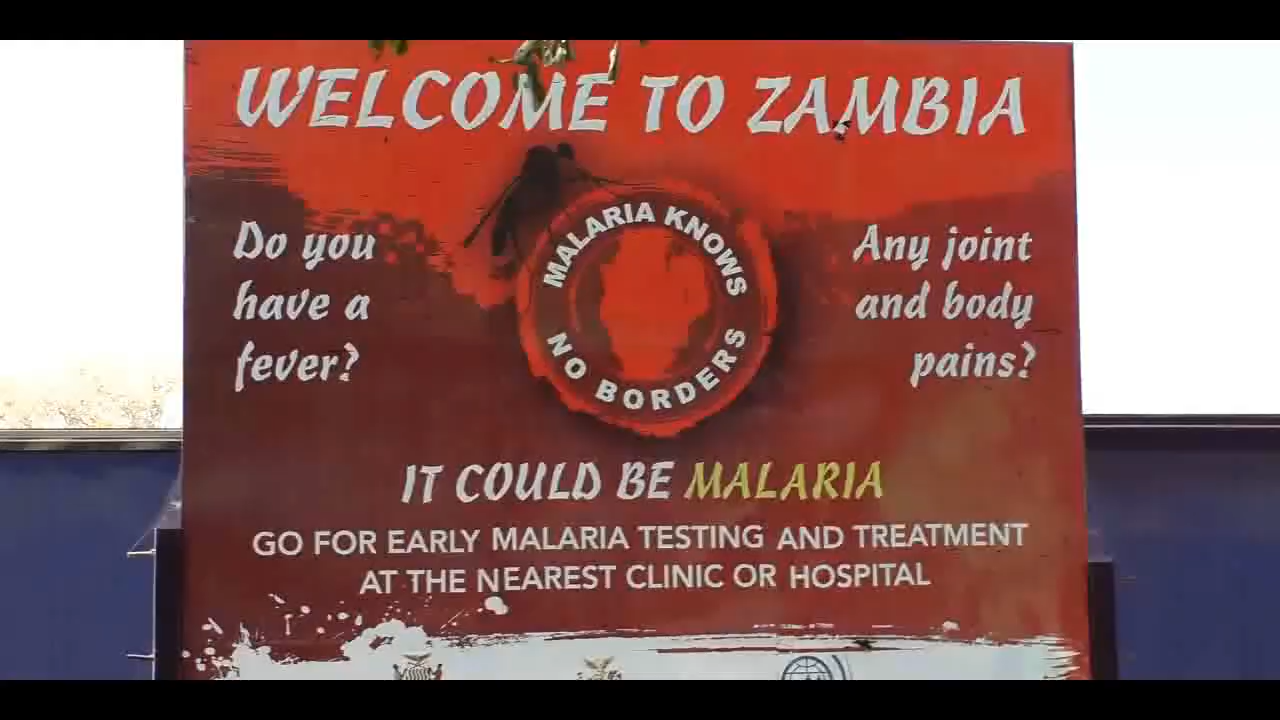 WELCOME TO ZAMBIA
Do you
have a
fever?
MALARIA KNOWS
NO BORDERS
Any joint
and body
pains?
IT COULD BE MALARIA
GO FOR EARLY MALARIA TESTING AND TREATMENT
AT THE NEAREST CLINIC OR HOSPITAL